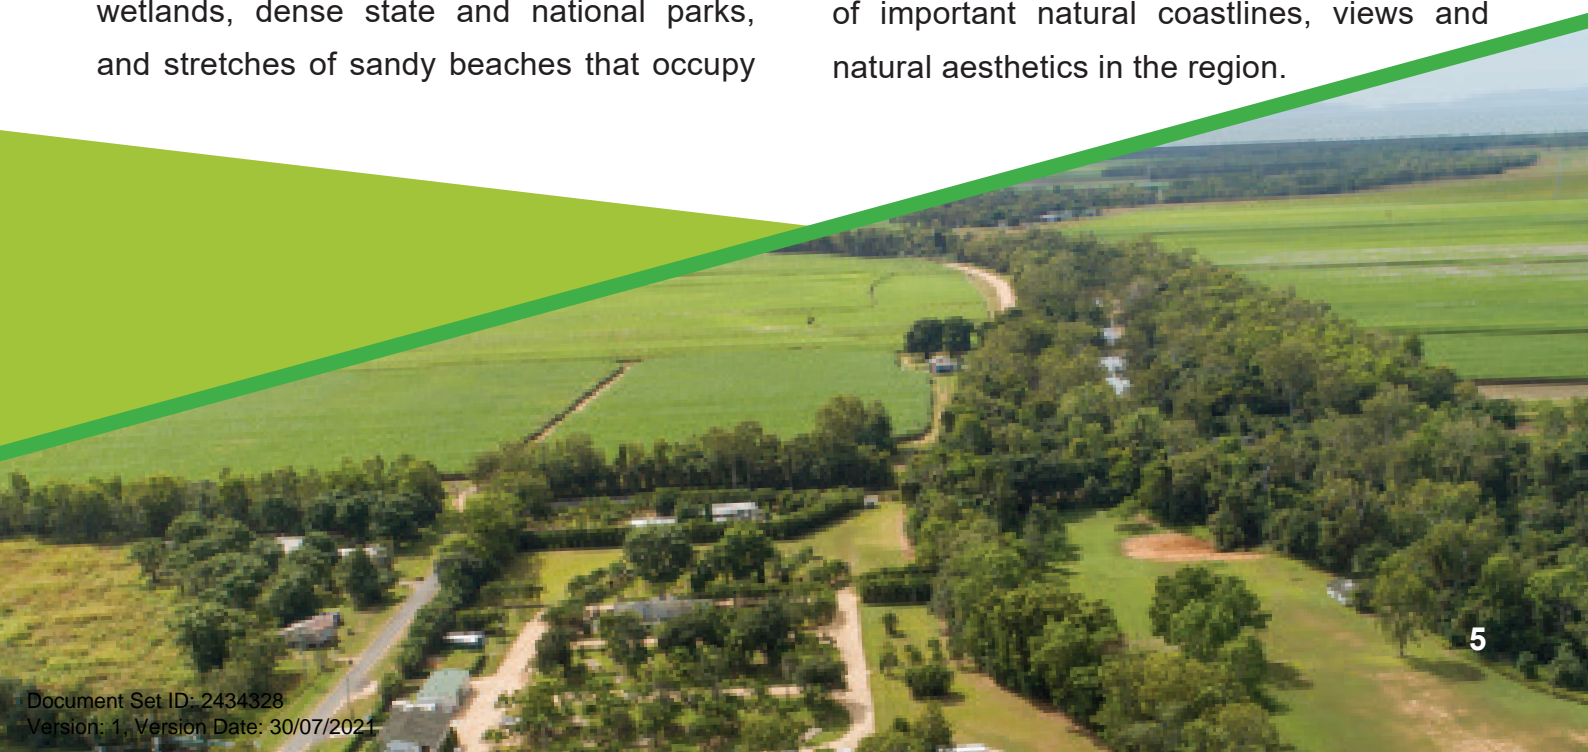 wetlands, dense state and national parks,
and stretches of sandy beaches that occupy
of important natural coastlines, views and
natural aesthetics in the region.
5
Document Set ID: 2434328
Version: 1, Version Date: 30/07/2021